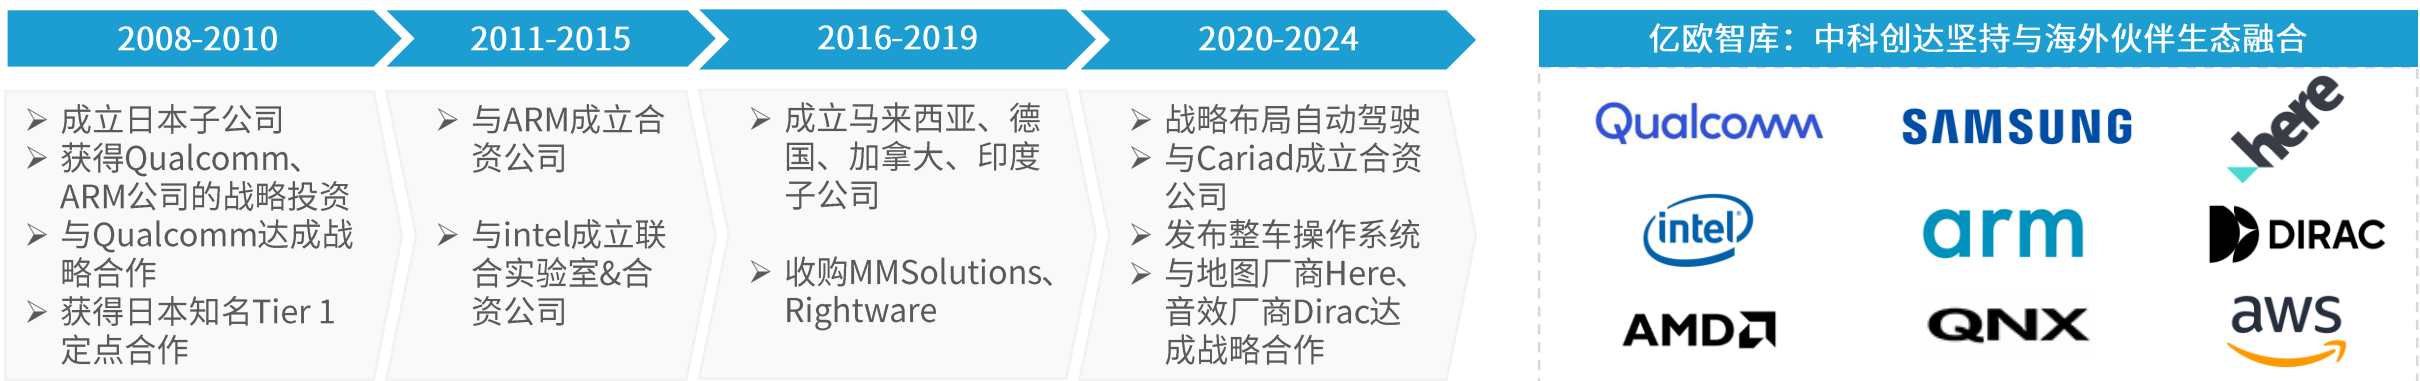 2008-2010
成立日本子公司
获得Qualcomm、
ARM公司的战略投资
与Qualcomm达成战
略合作
获得日本知名Tier 1
定点合作
2011-2015
与ARM成立合
资公司
与intel成立联
合实验室&合
资公司
2016-2019
成立马来西亚、德
国、加拿大、印度
子公司
收购MMSolutions、
Rightware
2020-2024
战略布局自动驾驶
与Cariad成立合资
公司
发布整车操作系统
与地图厂商Here、
音效厂商Dirac达
成战略合作
亿欧智库：中科创达坚持与海外伙伴生态融合
Qualcomm
SAMSUNG
here
intel
arm
DIRAC
AMD
QNX
aws